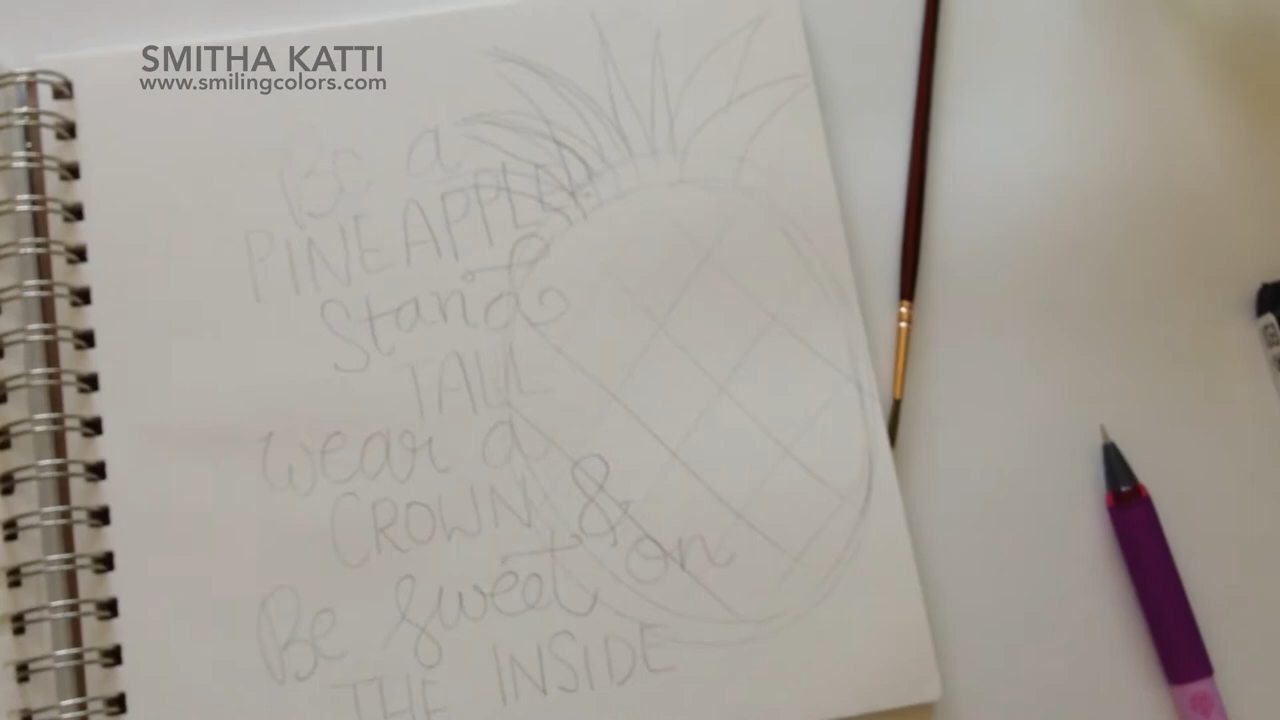 SMITHA KATTI
www.smilingcolors.com
Be a
PINEAPPLE
Stand
TALL
wear a
CROWN &
Be sweet on
THE INSIDE